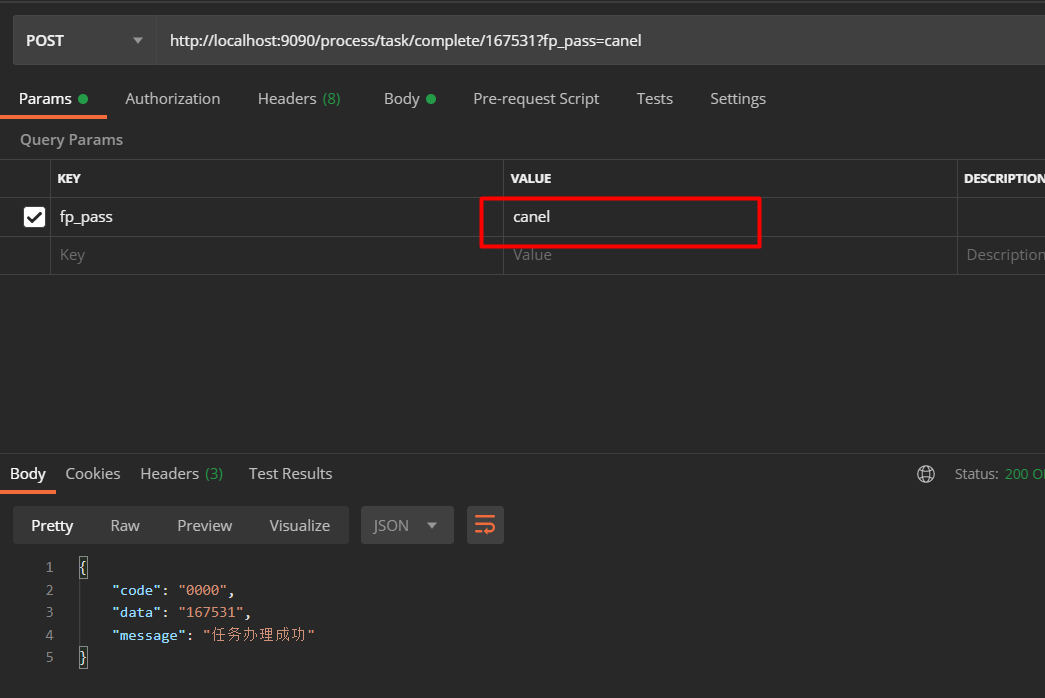 POST http://localhost:9090/process/task/complete/167531?fp_pass=canel
Params Authorization Headers (8) Body Pre-request Script Tests Settings
Query Params
KEY VALUE DESCRIPTION
fp_pass canel
Key Value Description
Body Cookies Headers (3) Test Results Status: 200
Pretty Raw Preview Visualize JSON
1 {
2 "code": "0000",
3 "data": "167531",
4 "message": "任务办理成功"
5 }